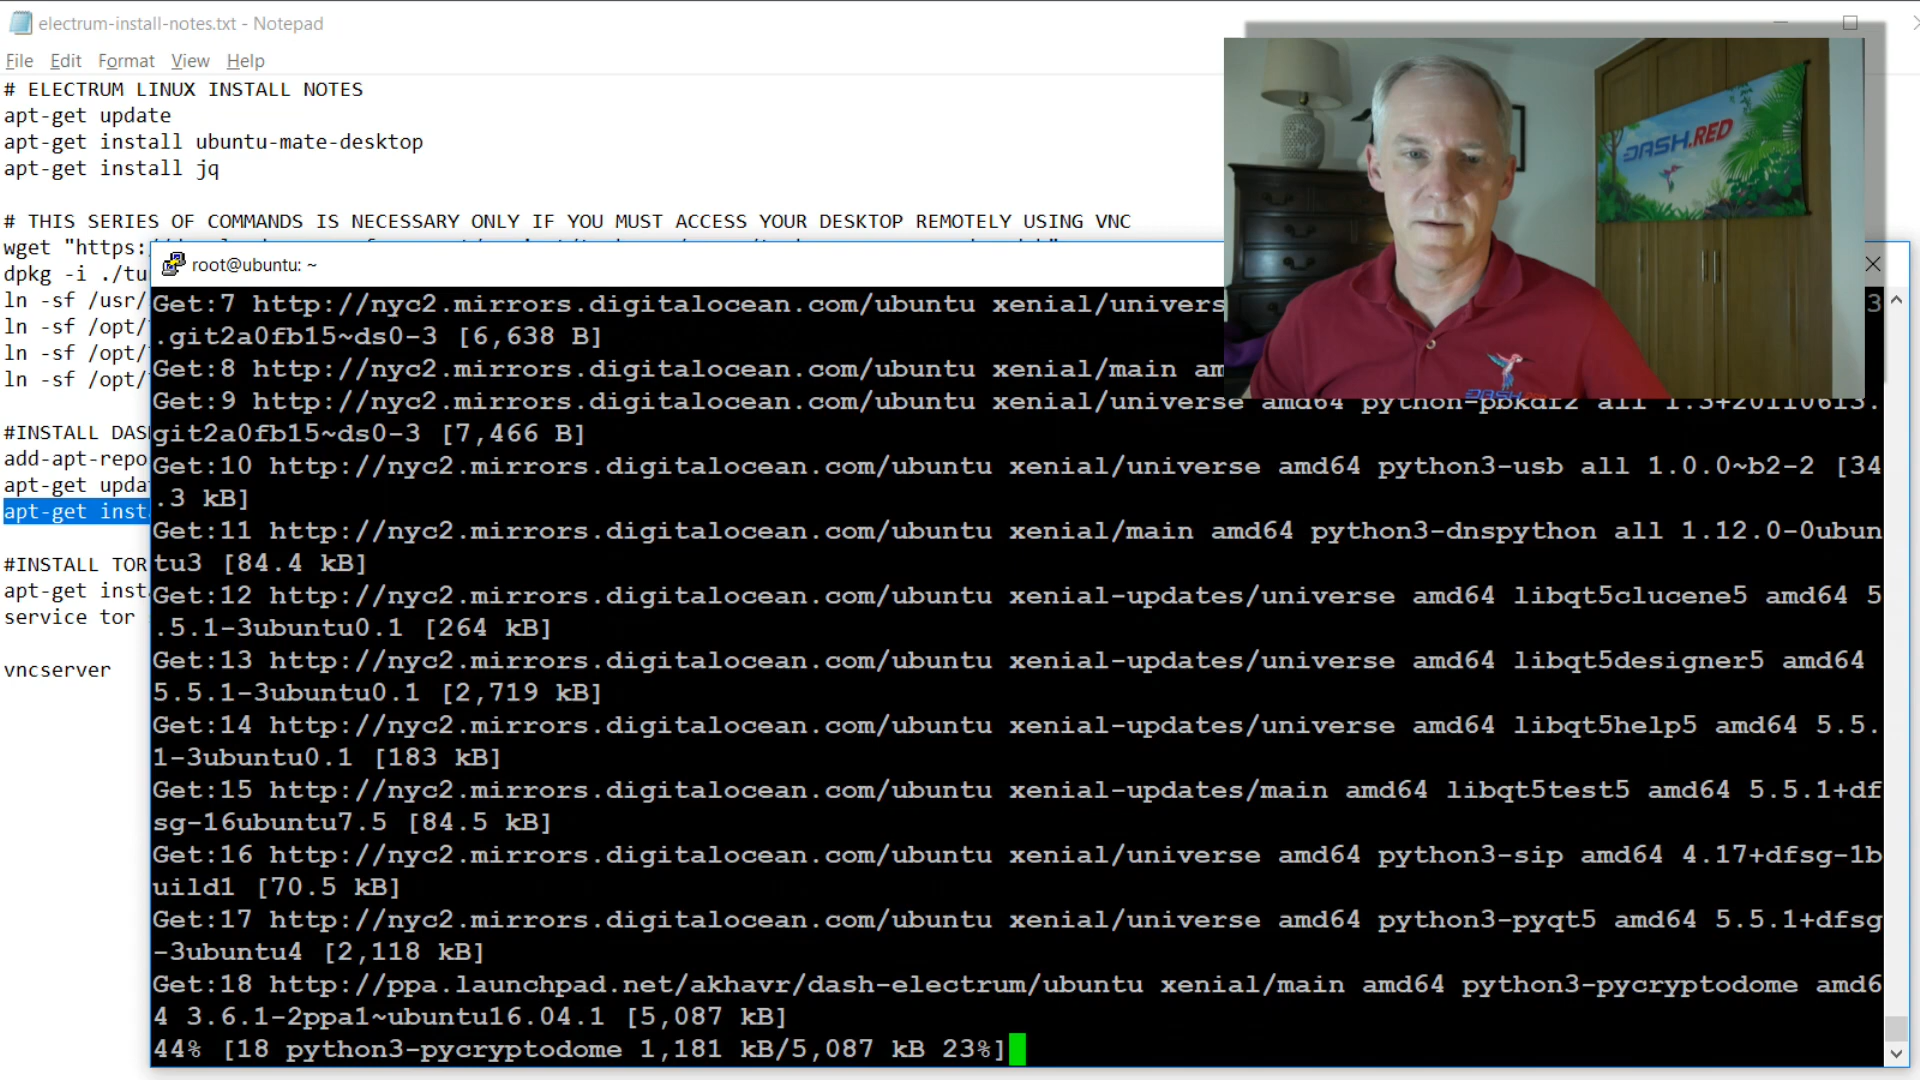 electrum-install-notes.txt - Notepad
File Edit Format View Help
# ELECTRUM LINUX INSTALL NOTES
apt-get update
apt-get install ubuntu-mate-desktop
apt-get install jq
# THIS SERIES OF COMMANDS IS NECESSARY ONLY IF YOU MUST ACCESS YOUR DESKTOP REMOTELY USING VNC
wget "https:/
dpkg -i ./tu
ln -sf /usr/
ln -sf /opt/
ln -sf /opt/
ln -sf /opt/
#INSTALL DAS
add-apt-repo
apt-get upda
apt-get inst
#INSTALL TOR
apt-get inst
service tor
vncserver
DASH.RED
root@ubuntu: ~
Get:7 http://nyc2.mirrors.digitalocean.com/ubuntu xenial/univers 3
.git2a0fb15~ds0-3 [6,638 B]
Get:8 http://nyc2.mirrors.digitalocean.com/ubuntu xenial/main am
Get:9 http://nyc2.mirrors.digitalocean.com/ubuntu xenial/universe amd64 python-pbkdf2 all 1.3+20110613.
git2a0fb15~ds0-3 [7,466 B]
Get:10 http://nyc2.mirrors.digitalocean.com/ubuntu xenial/universe amd64 python3-usb all 1.0.0~b2-2 [34
.3 kB]
Get:11 http://nyc2.mirrors.digitalocean.com/ubuntu xenial/main amd64 python3-dnspython all 1.12.0-0ubun
tu3 [84.4 kB]
Get:12 http://nyc2.mirrors.digitalocean.com/ubuntu xenial-updates/universe amd64 libqt5clucene5 amd64 5
.5.1-3ubuntu0.1 [264 kB]
Get:13 http://nyc2.mirrors.digitalocean.com/ubuntu xenial-updates/universe amd64 libqt5designer5 amd64
5.5.1-3ubuntu0.1 [2,719 kB]
Get:14 http://nyc2.mirrors.digitalocean.com/ubuntu xenial-updates/universe amd64 libqt5help5 amd64 5.5.
1-3ubuntu0.1 [183 kB]
Get:15 http://nyc2.mirrors.digitalocean.com/ubuntu xenial-updates/main amd64 libqt5test5 amd64 5.5.1+df
sg-16ubuntu7.5 [84.5 kB]
Get:16 http://nyc2.mirrors.digitalocean.com/ubuntu xenial/universe amd64 python3-sip amd64 4.17+dfsg-1b
uild1 [70.5 kB]
Get:17 http://nyc2.mirrors.digitalocean.com/ubuntu xenial/universe amd64 python3-pyqt5 amd64 5.5.1+dfsg
-3ubuntu4 [2,118 kB]
Get:18 http://ppa.launchpad.net/akhavr/dash-electrum/ubuntu xenial/main amd64 python3-pycryptodome amd6
4 3.6.1-2ppa1~ubuntu16.04.1 [5,087 kB]
44% [18 python3-pycryptodome 1,181 kB/5,087 kB 23%]